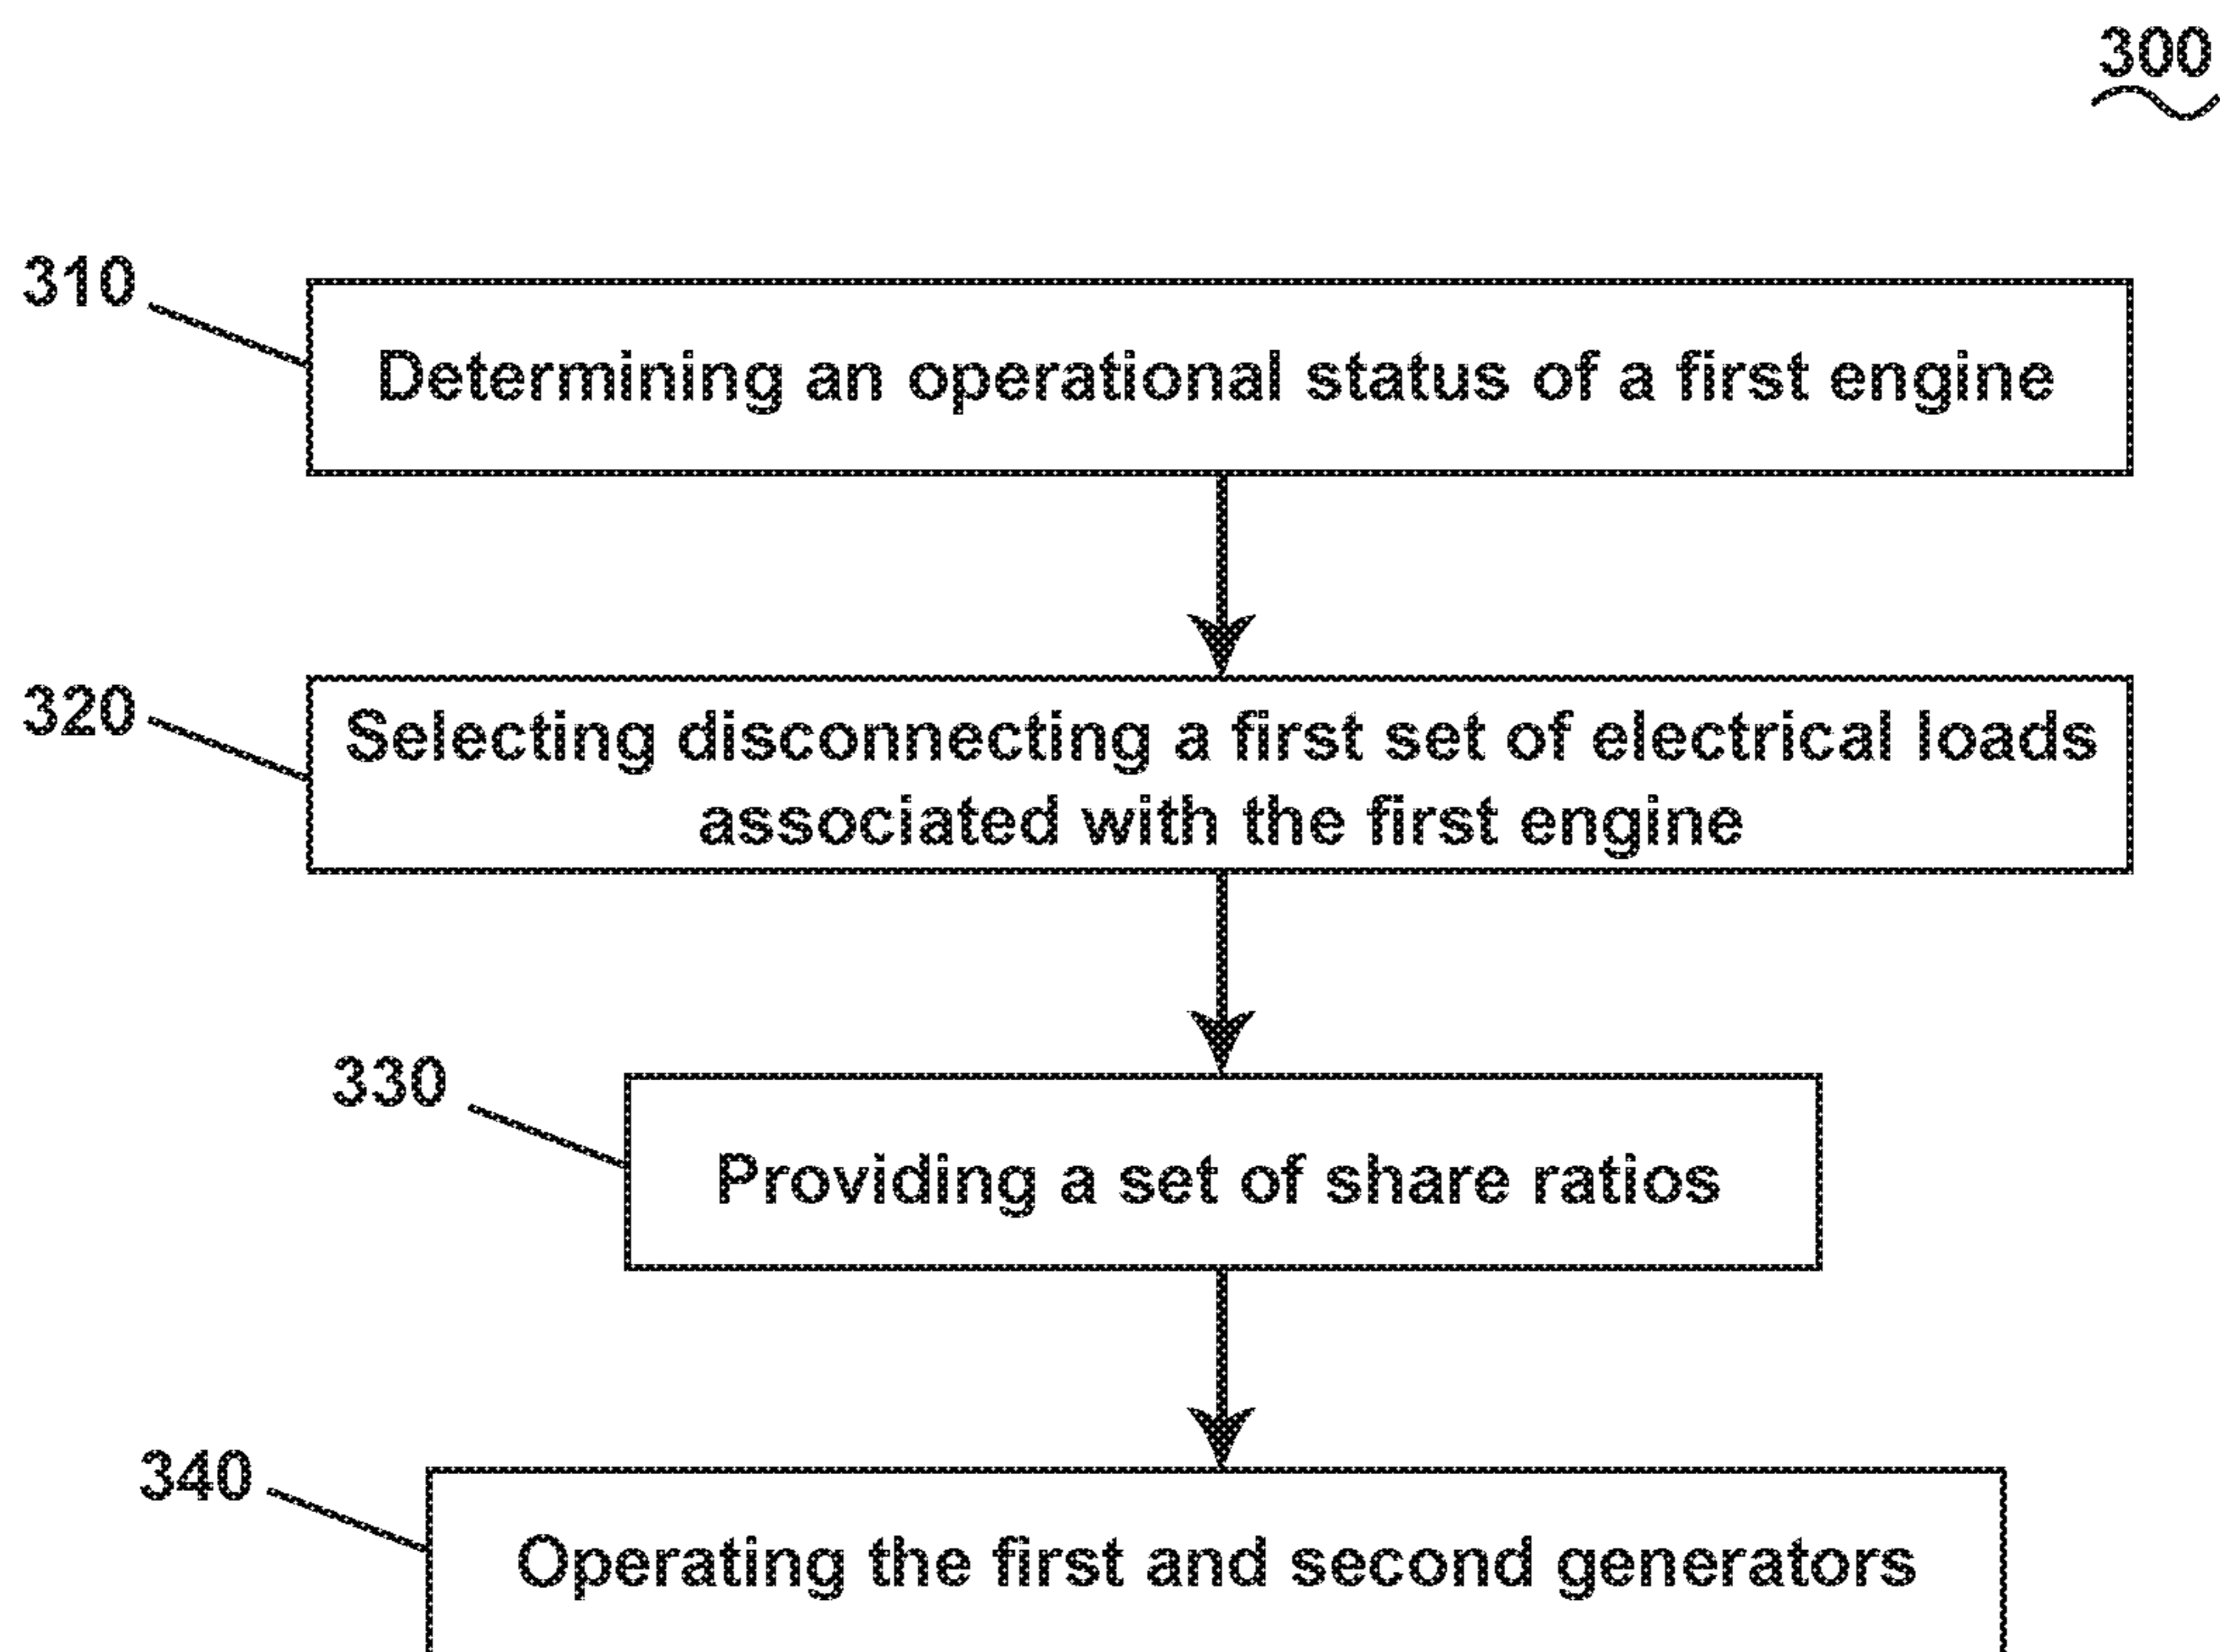 300
310
Determining an operational status of a first engine
320
Selecting disconnecting a first set of electrical loads
associated with the first engine
330
Providing a set of share ratios
340
Operating the first and second generators